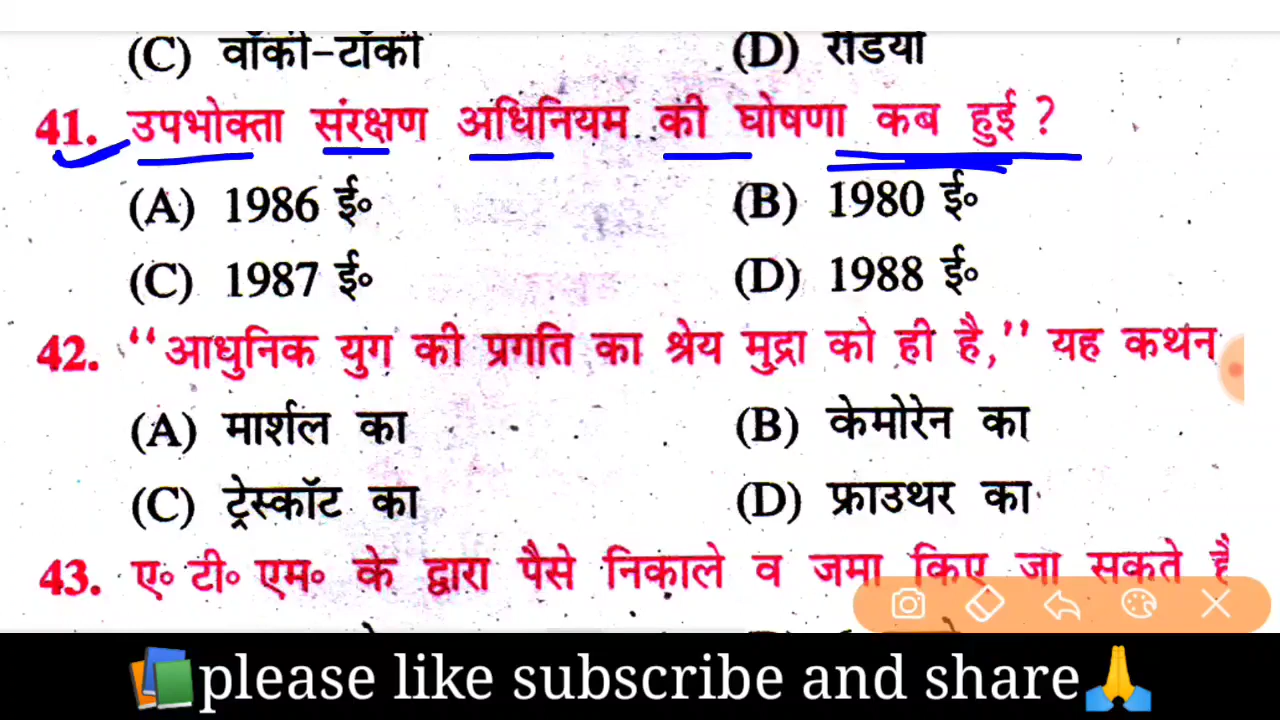 (C) वॉकी-टॉकी (D) रेडियो
41. उपभोक्ता संरक्षण अधिनियम की घोषणा कब हुई ?
(A) 1986 ई० (B) 1980 ई०
(C) 1987 ई० (D) 1988 ई०
42. “आधुनिक युग की प्रगति का श्रेय मुद्रा को ही है,” यह कथन
(A) मार्शल का (B) केमोरेन का
(C) ट्रेस्कॉट का (D) फ्राउथर का
43. ए० टी० एम० के द्वारा पैसे निकाले व जमा किए जा सकते हैं
please like subscribe and share